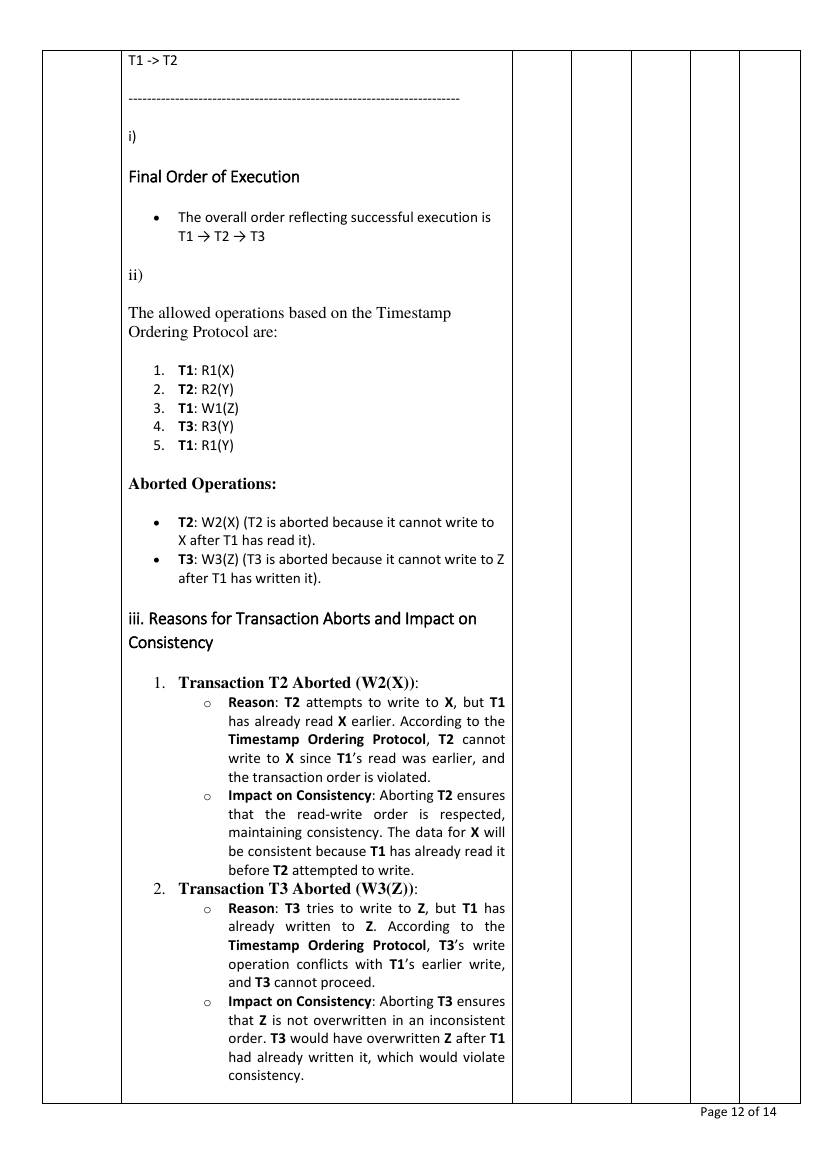 T1 -> T2
------------------------------------------------------------------------
i)
Final Order of Execution
• The overall order reflecting successful execution is
T1 → T2 → T3
ii)
The allowed operations based on the Timestamp
Ordering Protocol are:
1. T1: R1(X)
2. T2: R2(Y)
3. T1: W1(Z)
4. T3: R3(Y)
5. T1: R1(Y)
Aborted Operations:
• T2: W2(X) (T2 is aborted because it cannot write to
X after T1 has read it).
• T3: W3(Z) (T3 is aborted because it cannot write to Z
after T1 has written it).
iii. Reasons for Transaction Aborts and Impact on
Consistency
1. Transaction T2 Aborted (W2(X)):
o Reason: T2 attempts to write to X, but T1
has already read X earlier. According to the
Timestamp Ordering Protocol, T2 cannot
write to X since T1’s read was earlier, and
the transaction order is violated.
o Impact on Consistency: Aborting T2 ensures
that the read-write order is respected,
maintaining consistency. The data for X will
be consistent because T1 has already read it
before T2 attempted to write.
2. Transaction T3 Aborted (W3(Z)):
o Reason: T3 tries to write to Z, but T1 has
already written to Z. According to the
Timestamp Ordering Protocol, T3’s write
operation conflicts with T1’s earlier write,
and T3 cannot proceed.
o Impact on Consistency: Aborting T3 ensures
that Z is not overwritten in an inconsistent
order. T3 would have overwritten Z after T1
had already written it, which would violate
consistency.
Page 12 of 14